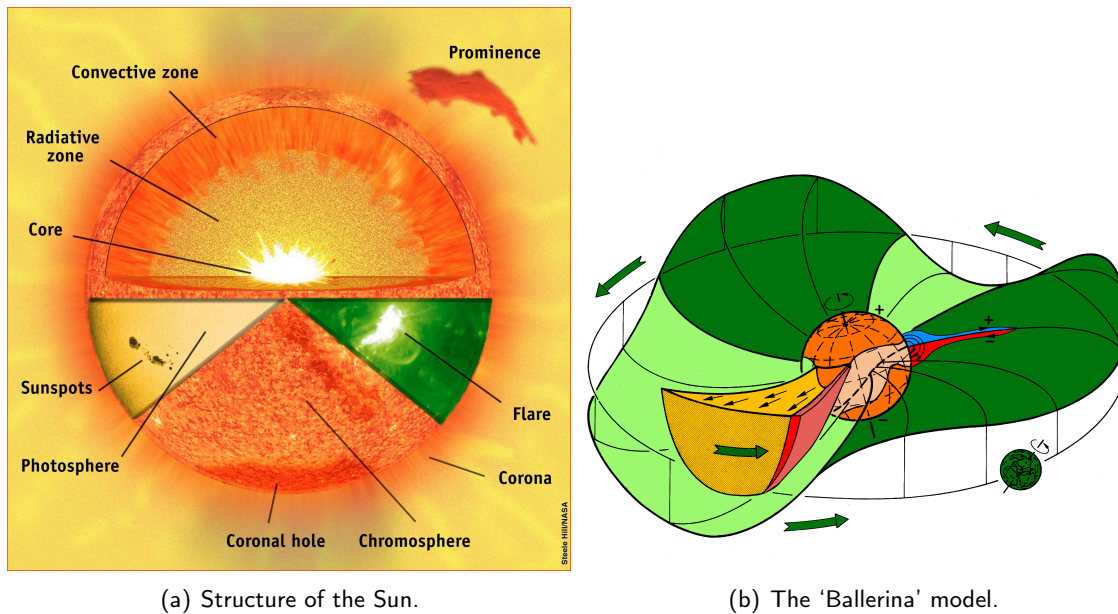 Prominence
Convective zone
Radiative
zone
Core
Sunspots
Flare
Photosphere
Corona
Coronal hole
Chromosphere
Steele Hill/NASA
+
+
−
−
(a) Structure of the Sun.
(b) The ‘Ballerina’ model.